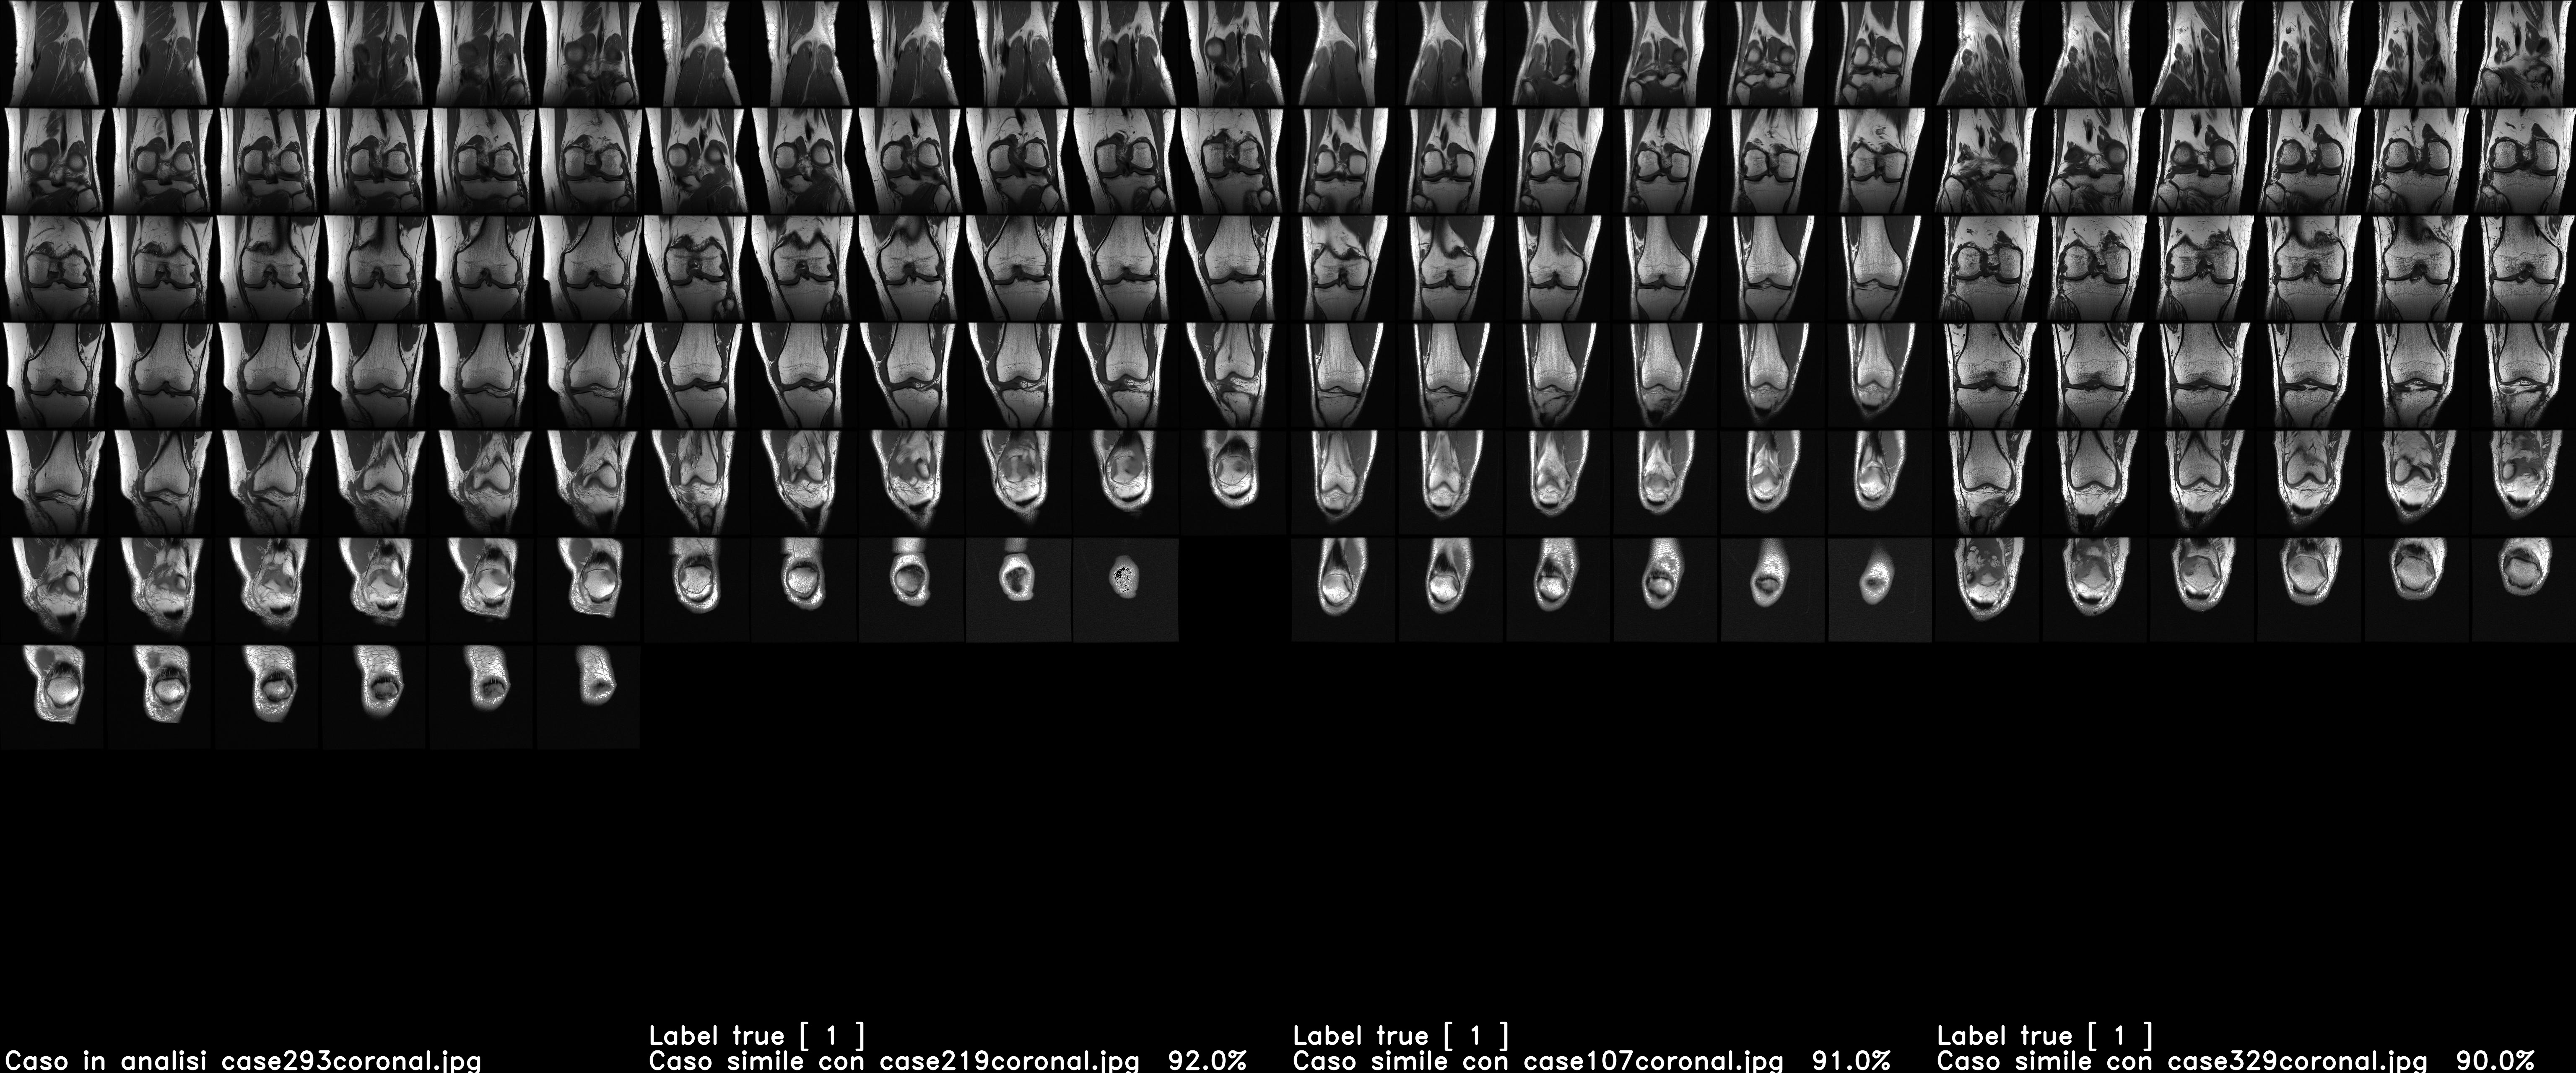 Label true [ 1 ]
Label true [ 1 ]
Label true [ 1 ]
Caso in analisi case293coronal.jpg
Caso simile con case219coronal.jpg 92.0%
Caso simile con case107coronal.jpg 91.0%
Caso simile con case329coronal.jpg 90.0%